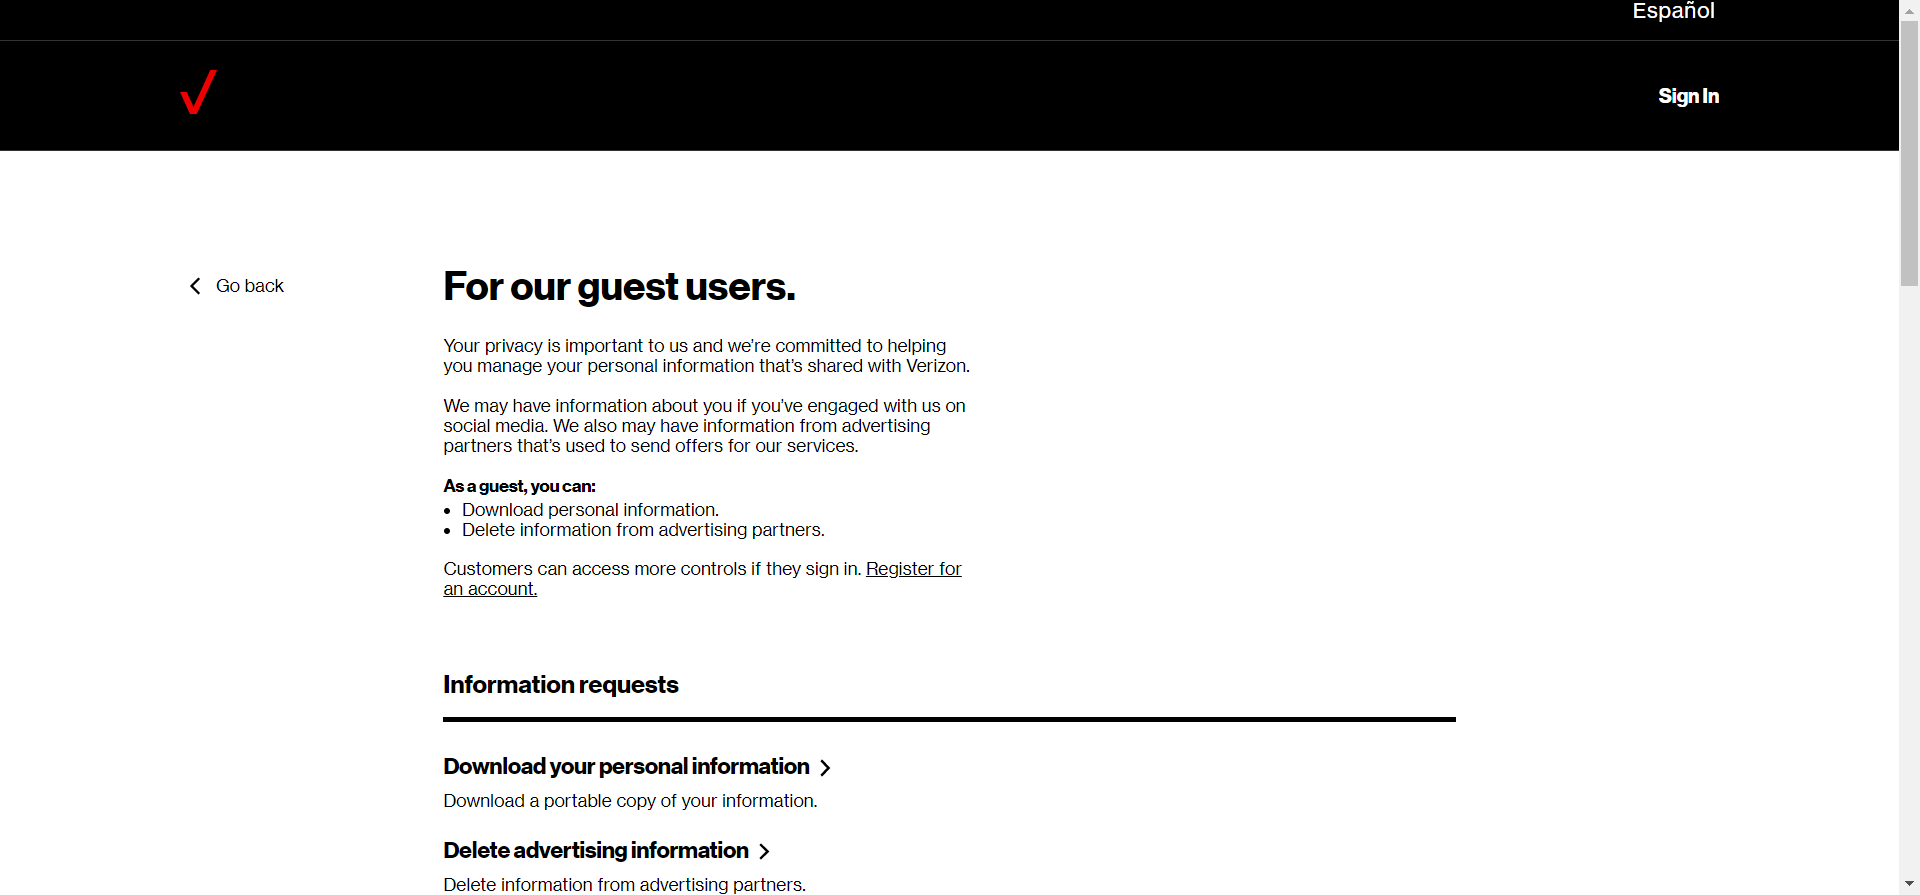 Español
Sign In
Go back
For our guest users.
Your privacy is important to us and we're committed to helping
you manage your personal information that's shared with Verizon.
We may have information about you if you've engaged with us on
social media. We also may have information from advertising
partners that's used to send offers for our services.
As a guest, you can:
• Download personal information.
• Delete information from advertising partners.
Customers can access more controls if they sign in. Register for
an account.
Information requests
Download your personal information
Download a portable copy of your information.
Delete advertising information
Delete information from advertising partners.